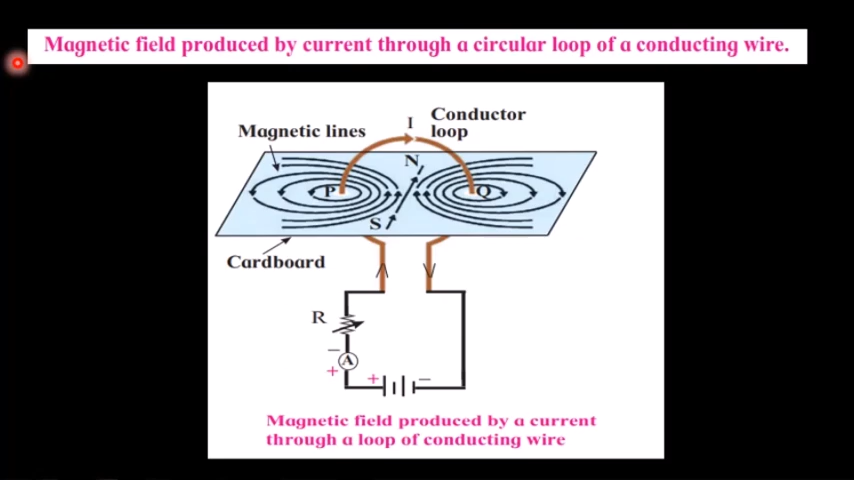 Magnetic field produced by current through a circular loop of a conducting wire.
I
Conductor
loop
Magnetic lines
N
P
Q
S
Cardboard
R
−
A
+
+
−
Magnetic field produced by a current
through a loop of conducting wire